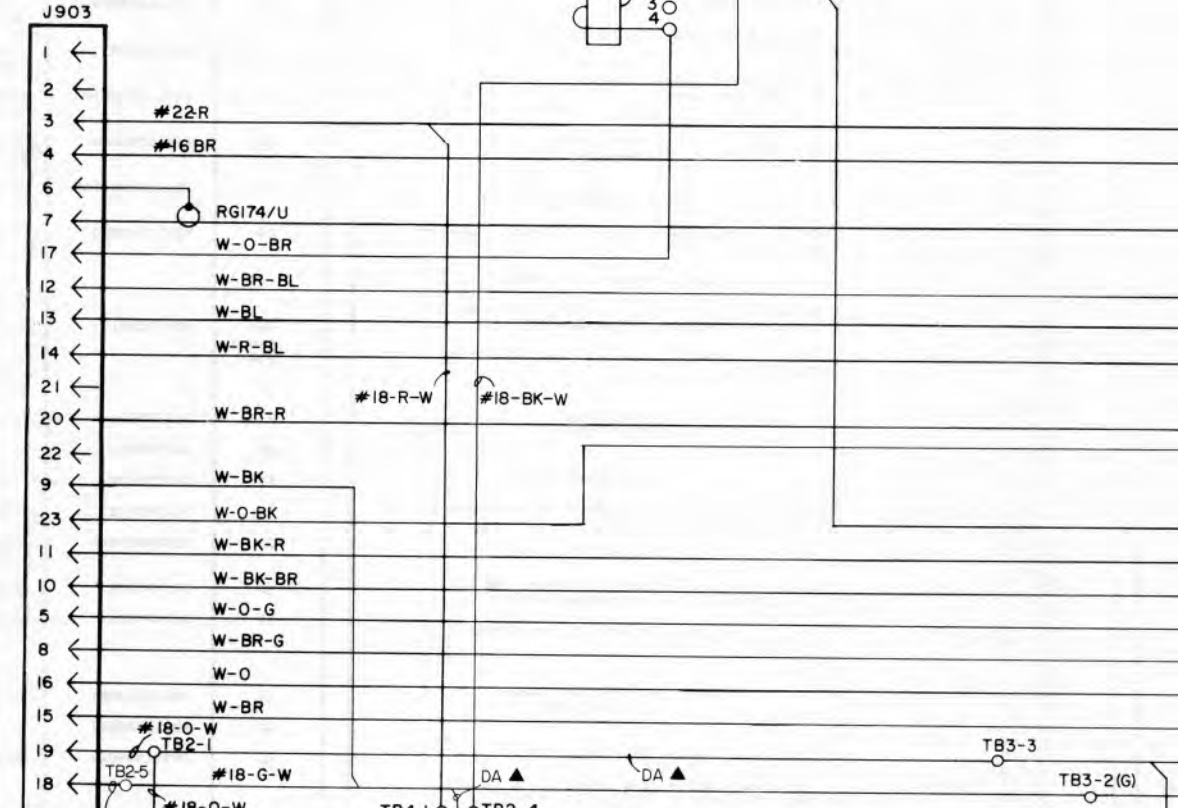 J903
3
4
1
2
3 #22-R
4 #16 BR
6
7 RG174/U
17 W-O-BR
12 W-BR-BL
13 W-BL
14 W-R-BL
21 #18-R-W #18-BK-W
20 W-BR-R
22
9 W-BK
23 W-O-BK
11 W-BK-R
10 W-BK-BR
5 W-O-G
8 W-BR-G
16 W-O
15 W-BR
#18-O-W
19 TB2-1 TB3-3
TB2-5 #18-G-W DA ▲ DA ▲
18 TB3-2(G)
#18-O-W